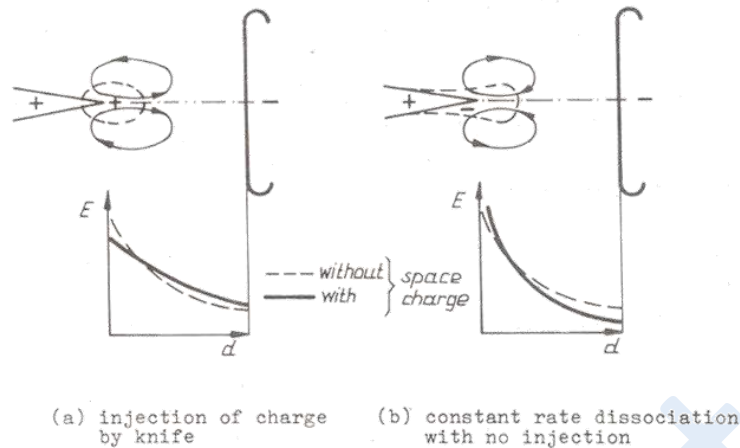 +
+
−
+
−
−
E
d
E
d
without
with
space
charge
(a) injection of charge
by knife
(b) constant rate dissociation
with no injection